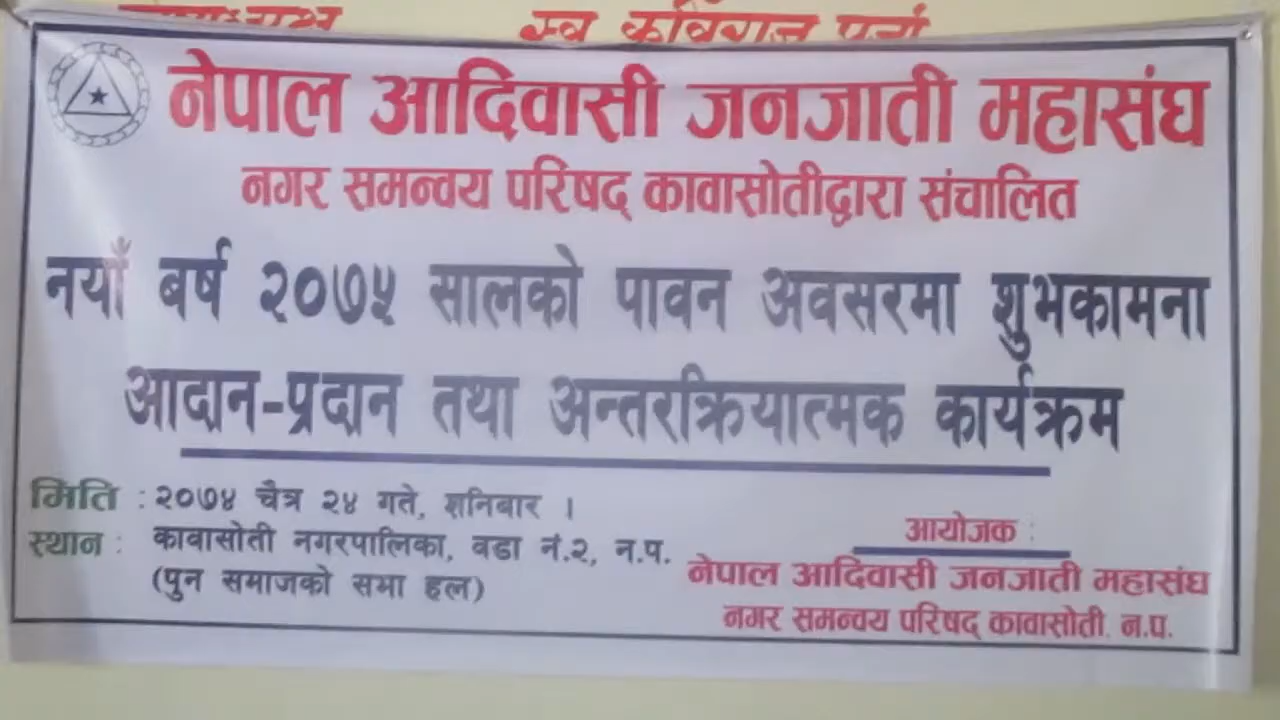 स्व कविराज पुर्जा
नेपाल आदिवासी जनजाती महासंघ
नगर समन्वय परिषद् कावासोतीद्वारा संचालित
नयाँ बर्ष २०७५ सालको पावन अवसरमा शुभकामना
आदान-प्रदान तथा अन्तरक्रियात्मक कार्यक्रम
मिति : २०७४ चैत्र २४ गते, शनिबार ।
स्थान : कावासोती नगरपालिका, वडा नं.२, न.प.
(पुन समाजको सभा हल)
आयोजक :
नेपाल आदिवासी जनजाती महासंघ
नगर समन्वय परिषद् कावासोती. न.प.